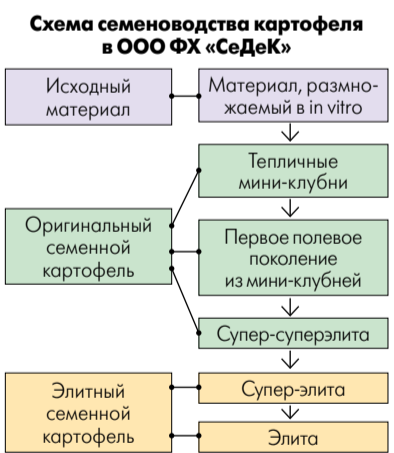 Схема семеноводства картофеля
в ООО ФХ «СеДеК»
Исходный
материал
Материал, размно-
жаемый в in vitro
Тепличные
мини-клубни
Оригинальный
семенной
картофель
Первое полевое
поколение
из мини-клубней
Супер-суперэлита
Элитный
семенной
картофель
Супер-элита
Элита